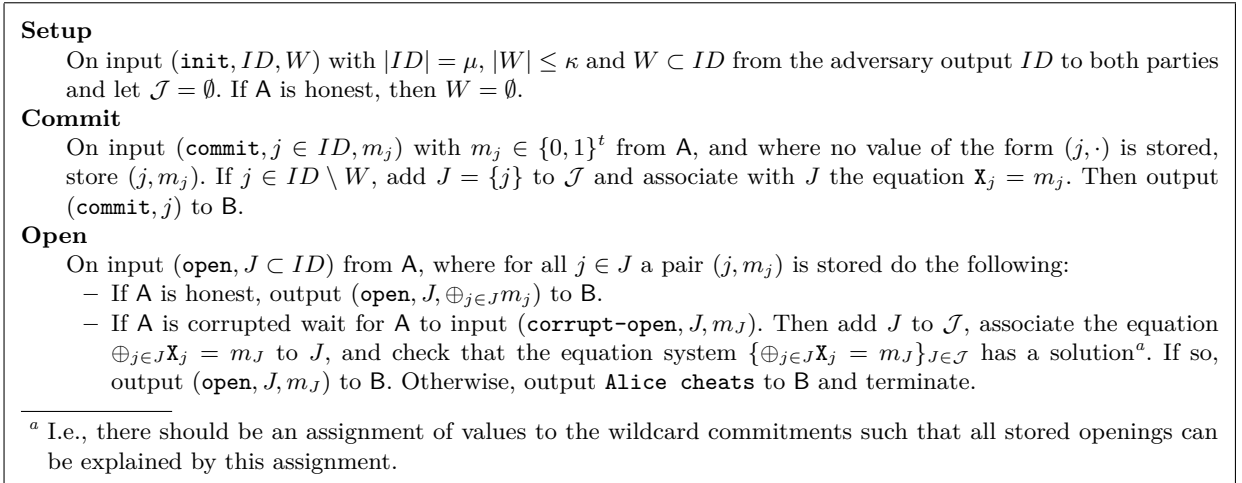 Setup
On input (init, ID, W) with |ID| = μ, |W| ≤ κ and W ⊂ ID from the adversary output ID to both parties
and let 𝒥 = ∅. If A is honest, then W = ∅.
Commit
On input (commit, j ∈ ID, m_j) with m_j ∈ {0, 1}^t from A, and where no value of the form (j, ·) is stored,
store (j, m_j). If j ∈ ID \ W, add J = {j} to 𝒥 and associate with J the equation X_j = m_j. Then output
(commit, j) to B.
Open
On input (open, J ⊂ ID) from A, where for all j ∈ J a pair (j, m_j) is stored do the following:
– If A is honest, output (open, J, ⊕_{j∈J} m_j) to B.
– If A is corrupted wait for A to input (corrupt-open, J, m_J). Then add J to 𝒥, associate the equation
⊕_{j∈J} X_j = m_J to J, and check that the equation system {⊕_{j∈J} X_j = m_J}_{J∈𝒥} has a solution^a. If so,
output (open, J, m_J) to B. Otherwise, output Alice cheats to B and terminate.
^a I.e., there should be an assignment of values to the wildcard commitments such that all stored openings can
be explained by this assignment.